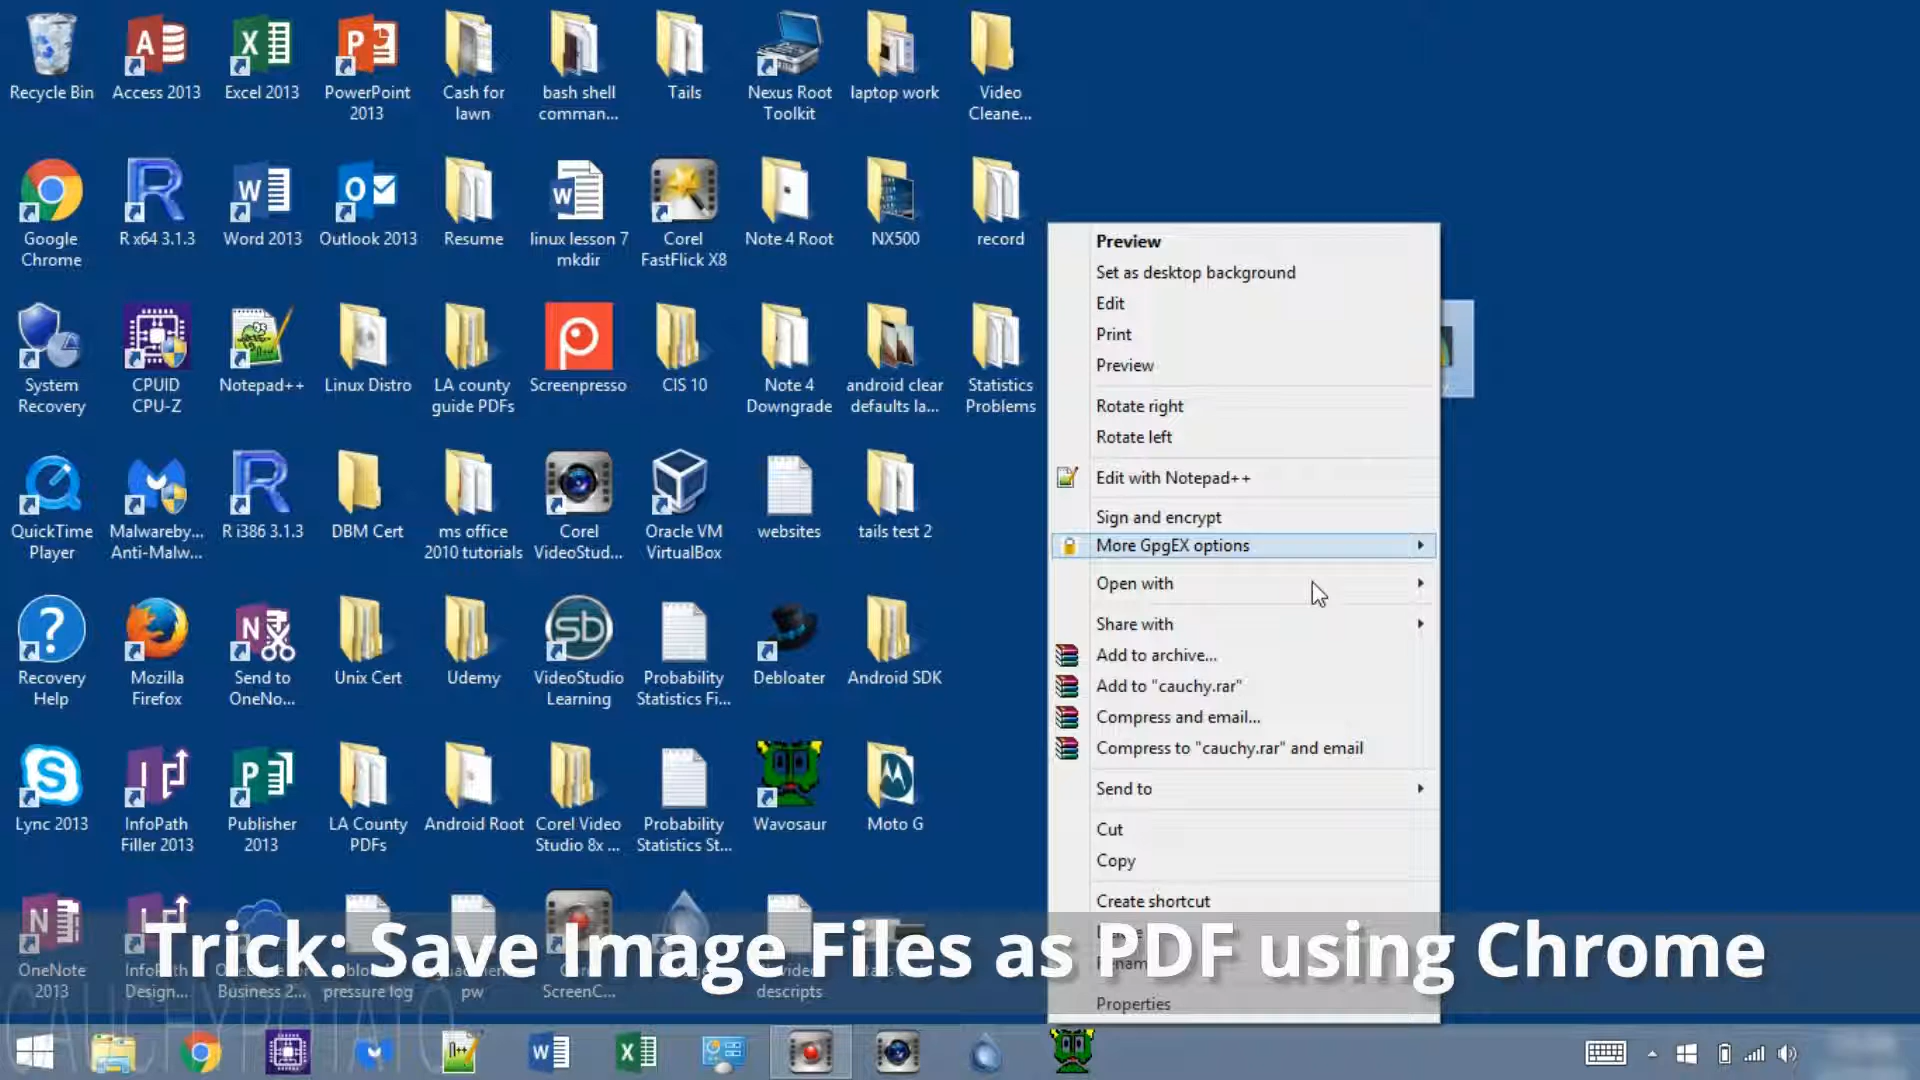 Recycle Bin
Access 2013
Excel 2013
PowerPoint
2013
Cash for
lawn
bash shell
comman...
Tails
Nexus Root
Toolkit
laptop work
Video
Cleane...
Google
Chrome
R x64 3.1.3
Word 2013
Outlook 2013
Resume
linux lesson 7
mkdir
Corel
FastFlick X8
Note 4 Root
NX500
record
System
Recovery
CPUID
CPU-Z
Notepad++
Linux Distro
LA county
guide PDFs
Screenpresso
CIS 10
Note 4
Downgrade
android clear
defaults la...
Statistics
Problems
QuickTime
Player
Malwareby...
Anti-Malw...
R i386 3.1.3
DBM Cert
ms office
2010 tutorials
Corel
VideoStud...
Oracle VM
VirtualBox
websites
tails test 2
Recovery
Help
Mozilla
Firefox
Send to
OneNo...
Unix Cert
Udemy
VideoStudio
Learning
Probability
Statistics Fi...
Debloater
Android SDK
Lync 2013
InfoPath
Filler 2013
Publisher
2013
LA County
PDFs
Android Root
Corel Video
Studio 8x ...
Probability
Statistics St...
Wavosaur
Moto G
OneNote
2013
InfoPath
Design...
Business 2...
pressure log
pw
ScreenC...
descripts
Preview
Set as desktop background
Edit
Print
Preview
Rotate right
Rotate left
Edit with Notepad++
Sign and encrypt
More GpgEX options
Open with
Share with
Add to archive...
Add to "cauchy.rar"
Compress and email...
Compress to "cauchy.rar" and email
Send to
Cut
Copy
Create shortcut
Properties
Trick: Save Image Files as PDF using Chrome
CAUCHYPOTATO